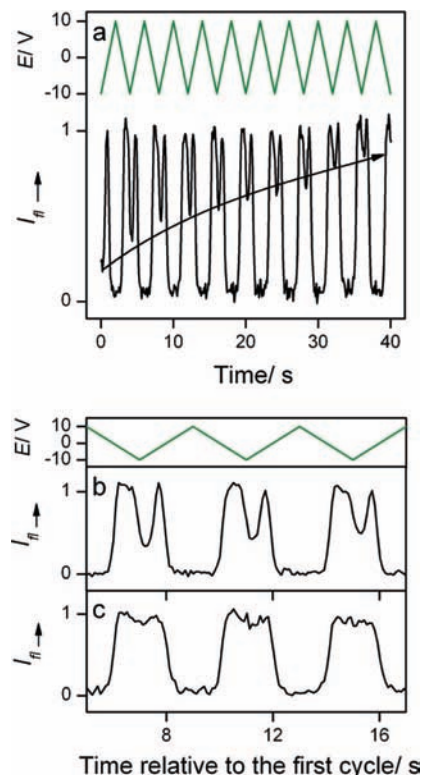 a
E/ V
10
0
-10
I_fl →
1
0
0 10 20 30 40
Time/ s
E/ V
10
0
-10
b
I_fl →
1
0
c
I_fl →
1
0
8 12 16
Time relative to the first cycle/ s